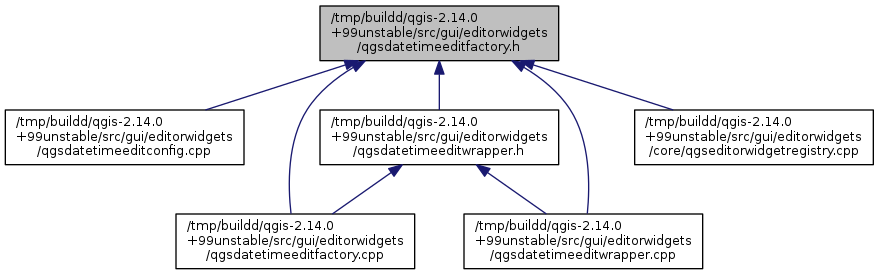 /tmp/buildd/qgis-2.14.0
+99unstable/src/gui/editorwidgets
/qgsdatetimeeditfactory.h
/tmp/buildd/qgis-2.14.0
+99unstable/src/gui/editorwidgets
/qgsdatetimeeditconfig.cpp
/tmp/buildd/qgis-2.14.0
+99unstable/src/gui/editorwidgets
/qgsdatetimeeditwrapper.h
/tmp/buildd/qgis-2.14.0
+99unstable/src/gui/editorwidgets
/core/qgseditorwidgetregistry.cpp
/tmp/buildd/qgis-2.14.0
+99unstable/src/gui/editorwidgets
/qgsdatetimeeditfactory.cpp
/tmp/buildd/qgis-2.14.0
+99unstable/src/gui/editorwidgets
/qgsdatetimeeditwrapper.cpp